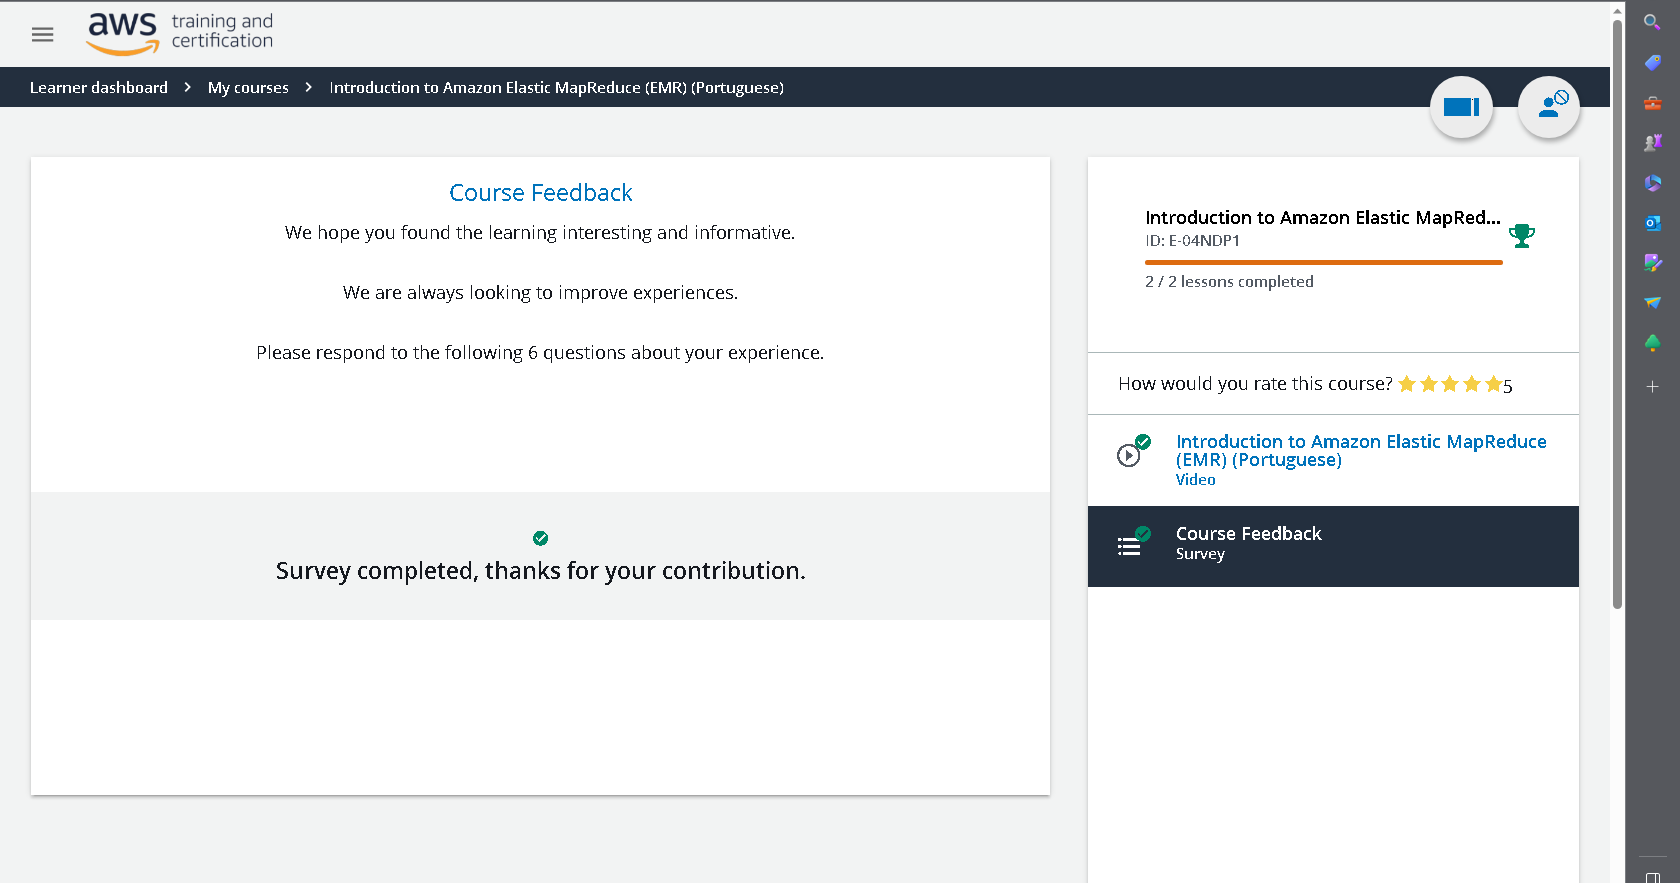 aws training and
certification
Learner dashboard > My courses > Introduction to Amazon Elastic MapReduce (EMR) (Portuguese)
Course Feedback
We hope you found the learning interesting and informative.
We are always looking to improve experiences.
Please respond to the following 6 questions about your experience.
Survey completed, thanks for your contribution.
Introduction to Amazon Elastic MapRed...
ID: E-04NDP1
2 / 2 lessons completed
How would you rate this course? 5
Introduction to Amazon Elastic MapReduce
(EMR) (Portuguese)
Video
Course Feedback
Survey